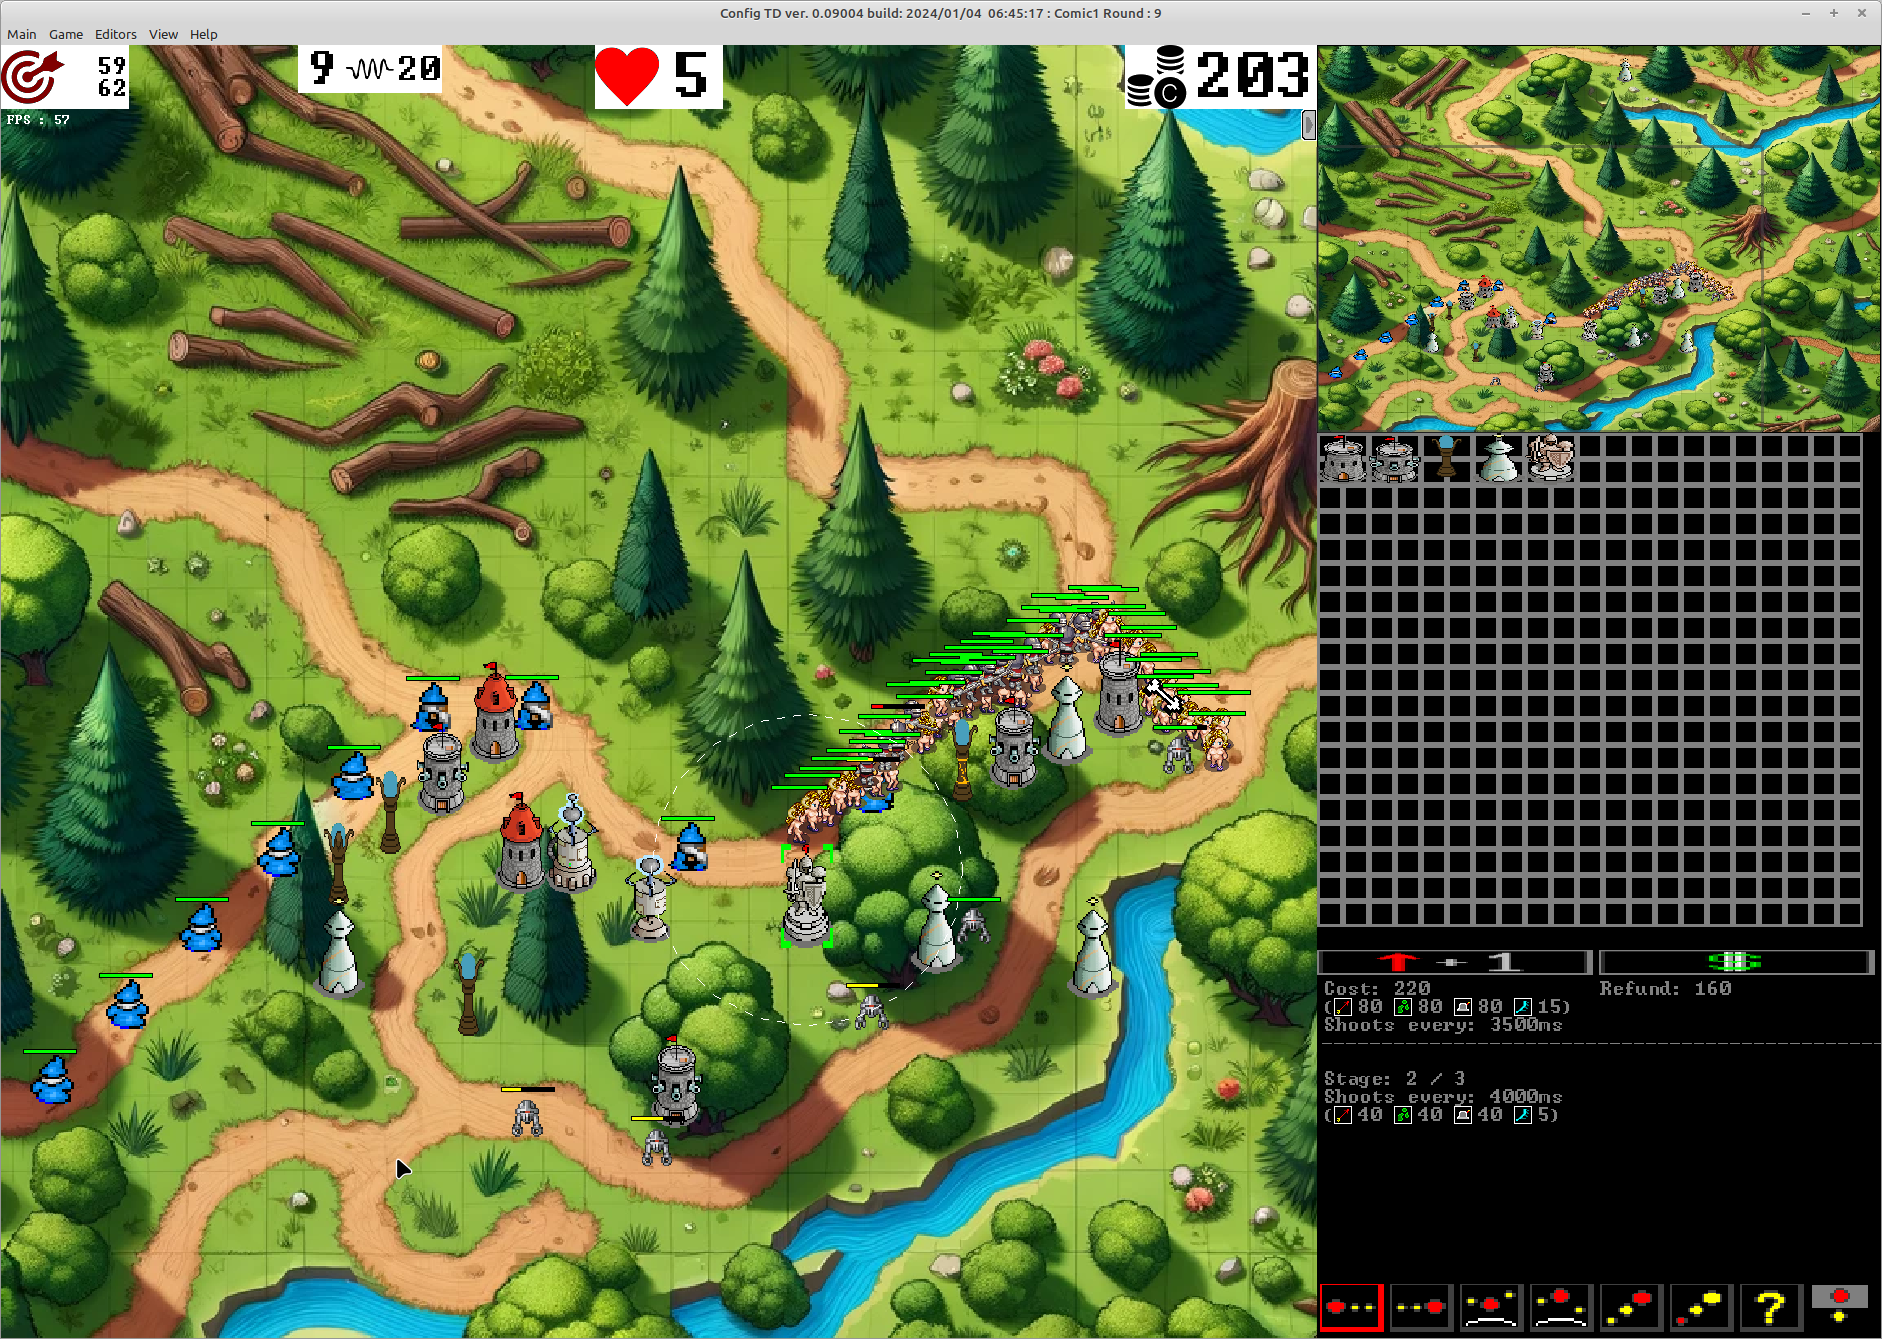 Config TD ver. 0.09004 build: 2024/01/04 06:45:17 : Comic1 Round : 9
Main Game Editors View Help
59
62
9 20
5
C 203
FPS : 57
1
Cost: 220
Refund: 160
(80 80 80 15)
Shoots every: 3500ms
Stage: 2 / 3
Shoots every: 4000ms
(40 40 40 5)
?